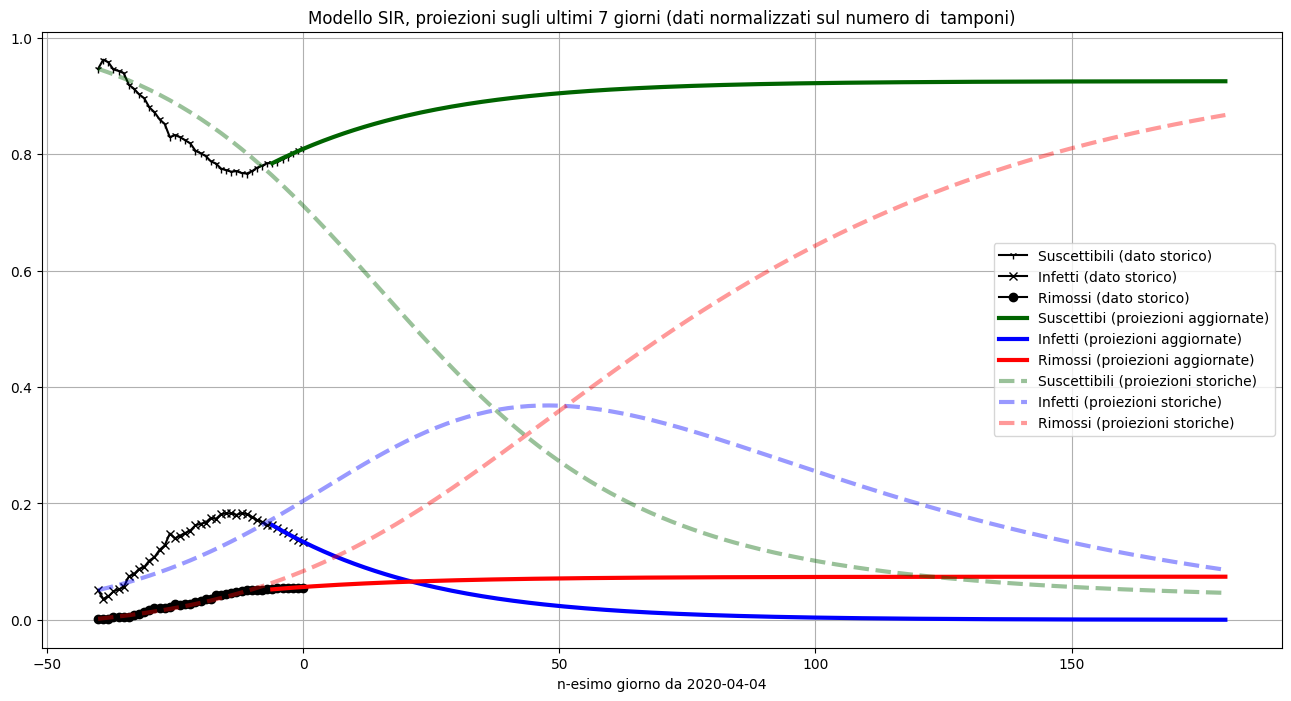 Modello SIR, proiezioni sugli ultimi 7 giorni (dati normalizzati sul numero di  tamponi)
1.0
0.8
0.6
0.4
0.2
0.0
Suscettibili (dato storico)
Infetti (dato storico)
Rimossi (dato storico)
Suscettibi (proiezioni aggiornate)
Infetti (proiezioni aggiornate)
Rimossi (proiezioni aggiornate)
Suscettibili (proiezioni storiche)
Infetti (proiezioni storiche)
Rimossi (proiezioni storiche)
−50 0 50 100 150
n-esimo giorno da 2020-04-04